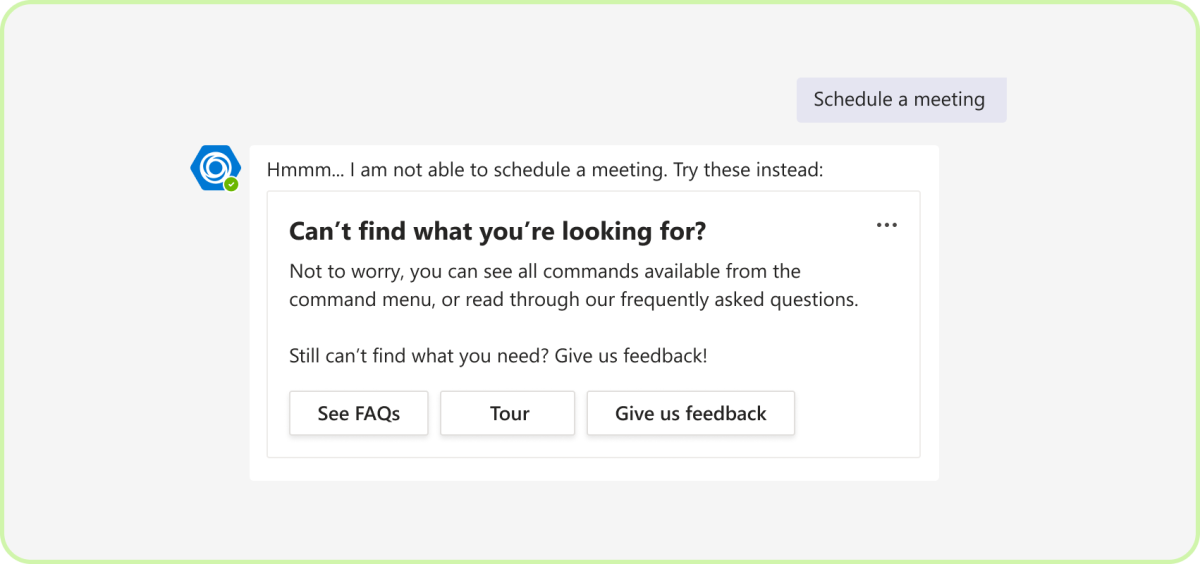 Schedule a meeting
Hmmm... I am not able to schedule a meeting. Try these instead:
Can’t find what you’re looking for?
Not to worry, you can see all commands available from the
command menu, or read through our frequently asked questions.
Still can’t find what you need? Give us feedback!
See FAQs
Tour
Give us feedback